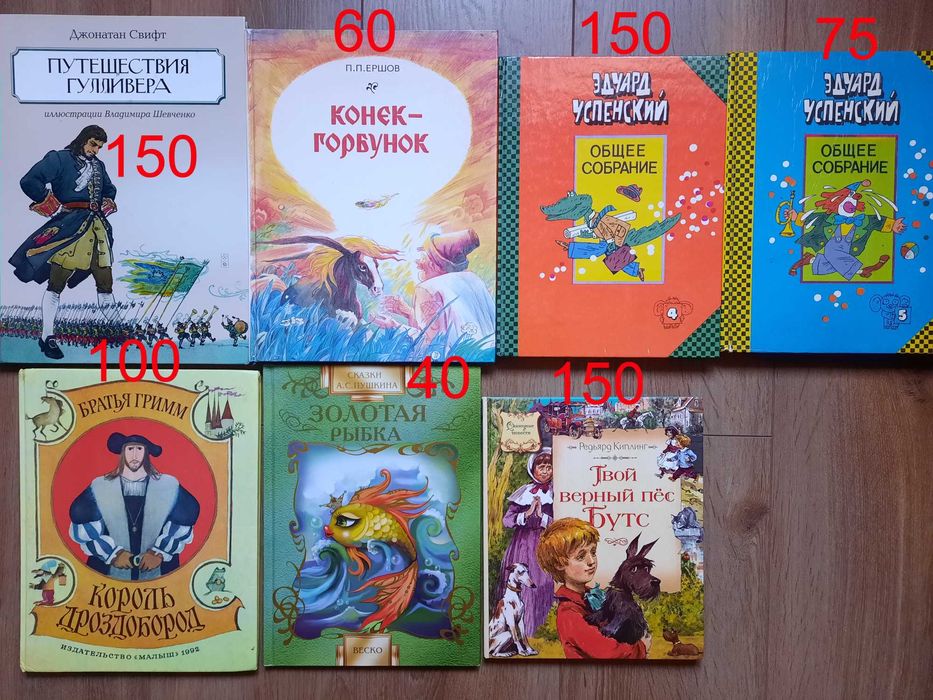 Джонатан Свифт
ПУТЕШЕСТВИЯ
ГУЛЛИВЕРА
иллюстрации Владимира Шевченко
150
60
П.П.ЕРШОВ
КОНЕК-
ГОРБУНОК
150
ЭДУАРД
УСПЕНСКИЙ
ОБЩЕЕ
СОБРАНИЕ
4
75
ЭДУАРД
УСПЕНСКИЙ
ОБЩЕЕ
СОБРАНИЕ
5
100
БРАТЬЯ ГРИММ
КОРОЛЬ
ДРОЗДОБОРОД
ИЗДАТЕЛЬСТВО «МАЛЫШ» 1992
40
СКАЗКИ
А.С.ПУШКИНА
ЗОЛОТАЯ
РЫБКА
ВЕСКО
150
Редьярд Киплинг
Твой
верный пёс
Бутс